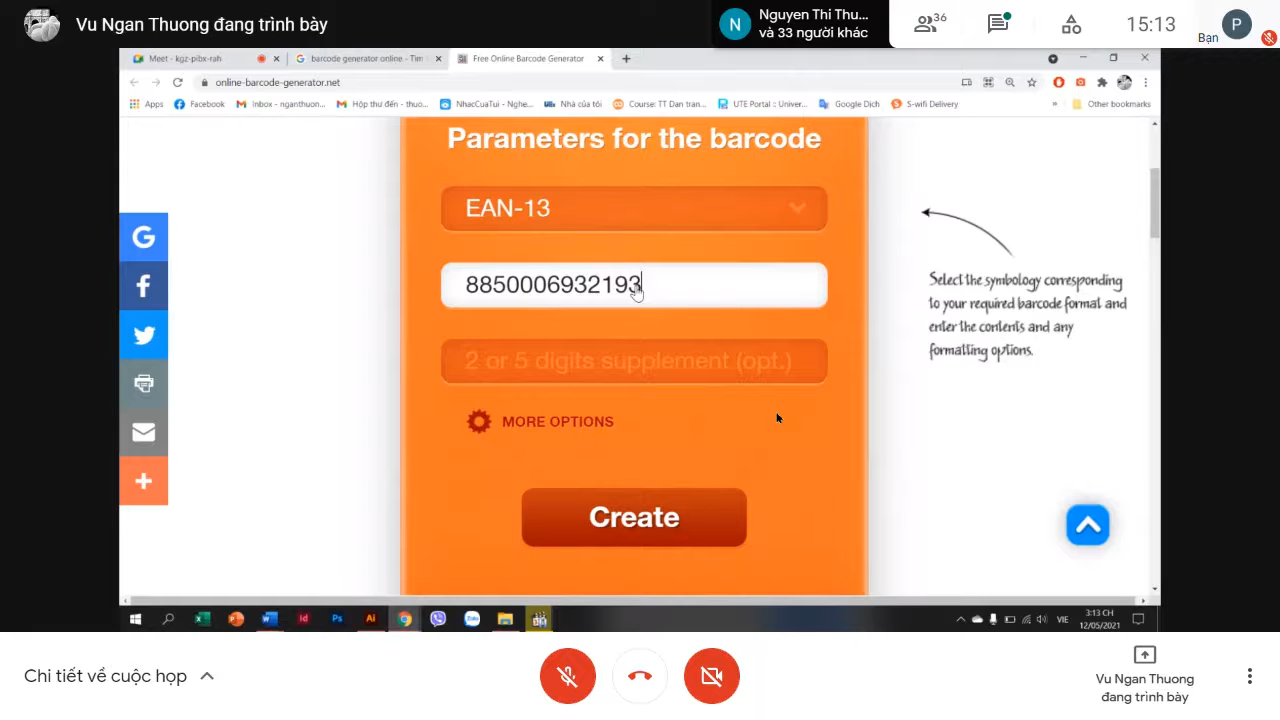 Vu Ngan Thuong đang trình bày
N
Nguyen Thi Thu...
và 33 người khác
36
15:13
Bạn
P
Meet - kgz-pibx-rah
barcode generator online - Tìm
Free Online Barcode Generator
online-barcode-generator.net
Apps
Facebook
Inbox - nganthuon...
Hộp thư đến - thuo...
NhacCuaTui - Nghe...
Nhà của tôi
Course: TT Dan tran...
UTE Portal :: Univer...
Google Dịch
S-wifi Delivery
»
Other bookmarks
Parameters for the barcode
EAN-13
8850006932193
2 or 5 digits supplement (opt.)
MORE OPTIONS
Create
Select the symbology corresponding
to your required barcode format and
enter the contents and any
formatting options.
VIE
3:13 CH
12/05/2021
Chi tiết về cuộc họp
Vu Ngan Thuong
đang trình bày